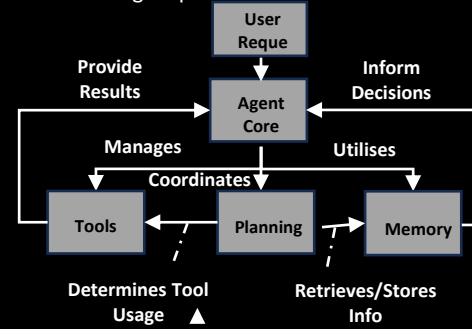 User
Reque
Provide
Results
Inform
Decisions
Agent
Core
Manages
Utilises
Coordinates
Tools
Planning
Memory
Determines Tool
Usage
Retrieves/Stores
Info